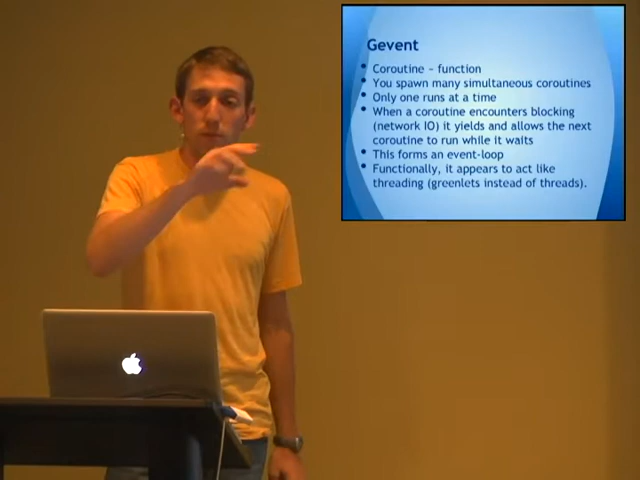 Gevent
• Coroutine – function
• You spawn many simultaneous coroutines
• Only one runs at a time
• When a coroutine encounters blocking
(network IO) it yields and allows the next
coroutine to run while it waits
• This forms an event-loop
• Functionally, it appears to act like
threading (greenlets instead of threads).